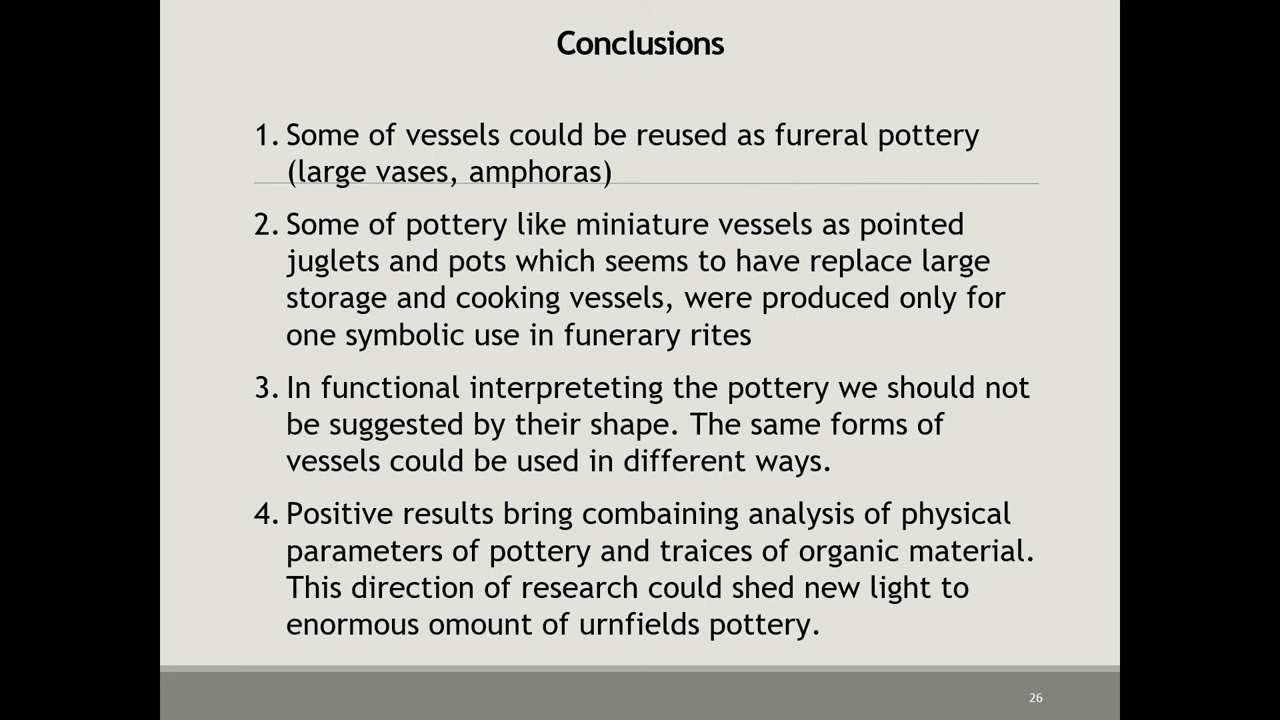 Conclusions
1. Some of vessels could be reused as fureral pottery
(large vases, amphoras)
2. Some of pottery like miniature vessels as pointed
juglets and pots which seems to have replace large
storage and cooking vessels, were produced only for
one symbolic use in funerary rites
3. In functional interpreteting the pottery we should not
be suggested by their shape. The same forms of
vessels could be used in different ways.
4. Positive results bring combaining analysis of physical
parameters of pottery and traices of organic material.
This direction of research could shed new light to
enormous omount of urnfields pottery.
26